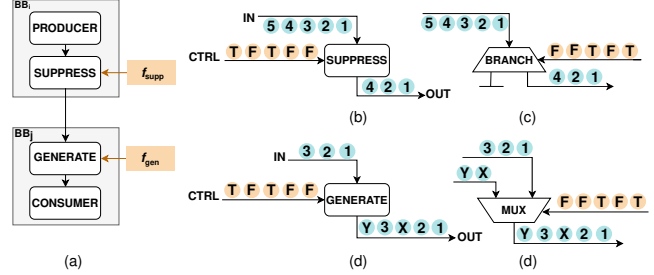 BBi
PRODUCER
SUPPRESS
fsupp
BBj
GENERATE
fgen
CONSUMER
(a)
IN
5 4 3 2 1
CTRL
T F T F F
SUPPRESS
4 2 1
OUT
(b)
5 4 3 2 1
BRANCH
F F T F T
4 2 1
(c)
IN
3 2 1
CTRL
T F T F F
GENERATE
Y 3 X 2 1
OUT
(d)
3 2 1
Y X
MUX
F F T F T
Y 3 X 2 1
(d)